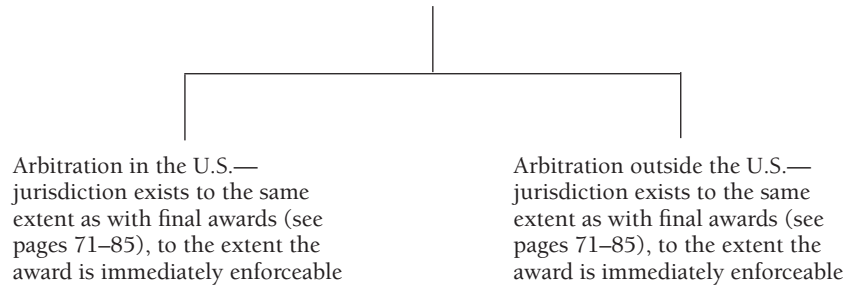 Arbitration in the U.S.—
jurisdiction exists to the same
extent as with final awards (see
pages 71–85), to the extent the
award is immediately enforceable
Arbitration outside the U.S.—
jurisdiction exists to the same
extent as with final awards (see
pages 71–85), to the extent the
award is immediately enforceable